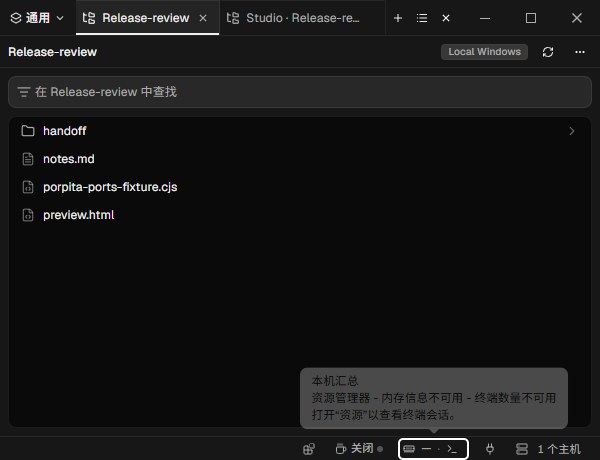 通用
Release-review
Studio · Release-re...
Release-review
Local Windows
在 Release-review 中查找
handoff
notes.md
porpita-ports-fixture.cjs
preview.html
本机汇总
资源管理器 - 内存信息不可用 - 终端数量不可用
打开“资源”以查看终端会话。
关闭
— ·
1 个主机